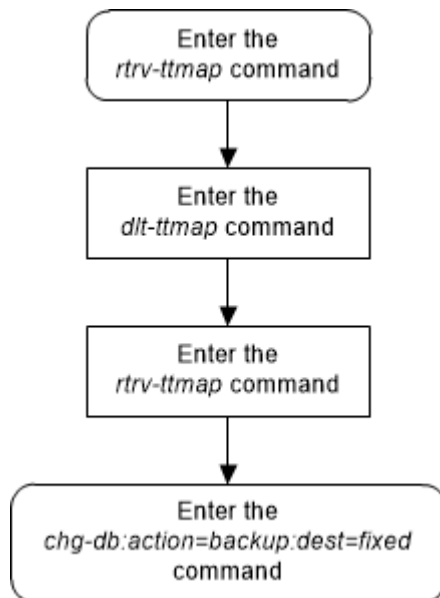 Enter the
rtrv-ttmap command
Enter the
dlt-ttmap command
Enter the
rtrv-ttmap command
Enter the
chg-db:action=backup:dest=fixed
command